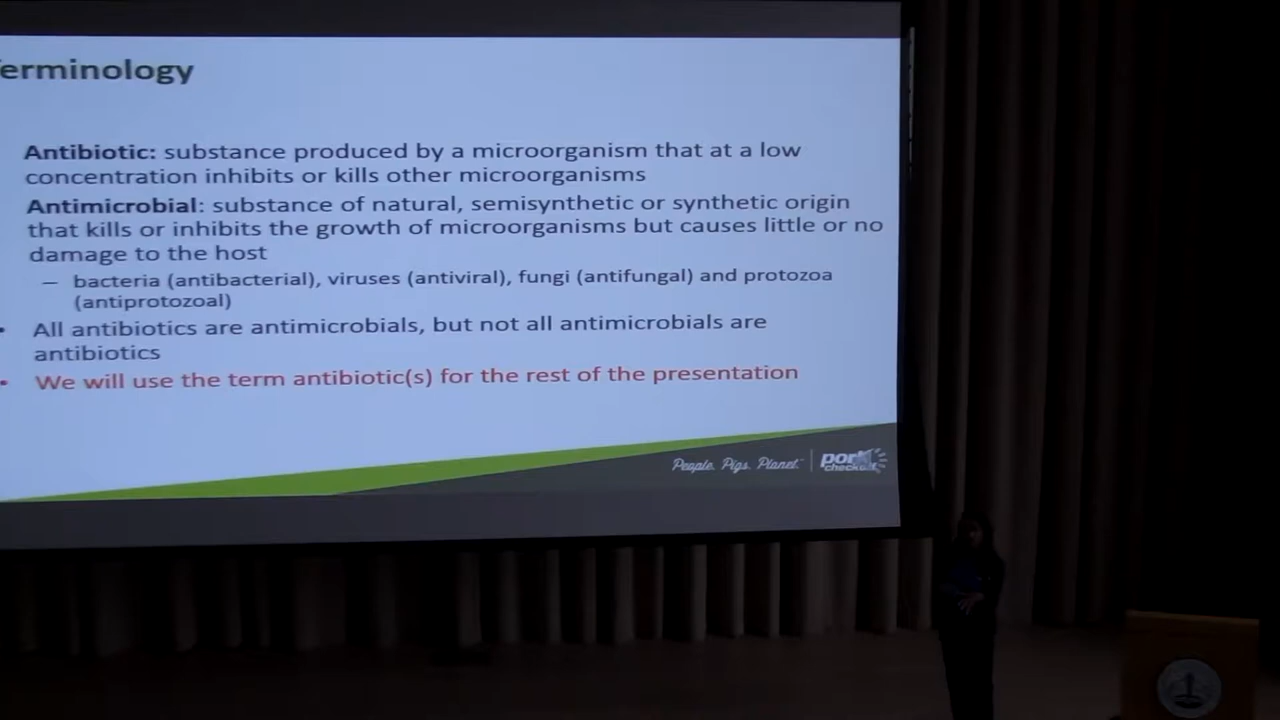 erminology
Antibiotic: substance produced by a microorganism that at a low
concentration inhibits or kills other microorganisms
Antimicrobial: substance of natural, semisynthetic or synthetic origin
that kills or inhibits the growth of microorganisms but causes little or no
damage to the host
– bacteria (antibacterial), viruses (antiviral), fungi (antifungal) and protozoa
(antiprotozoal)
• All antibiotics are antimicrobials, but not all antimicrobials are
antibiotics
• We will use the term antibiotic(s) for the rest of the presentation
People. Pigs. Planet.™
pork
checkoff